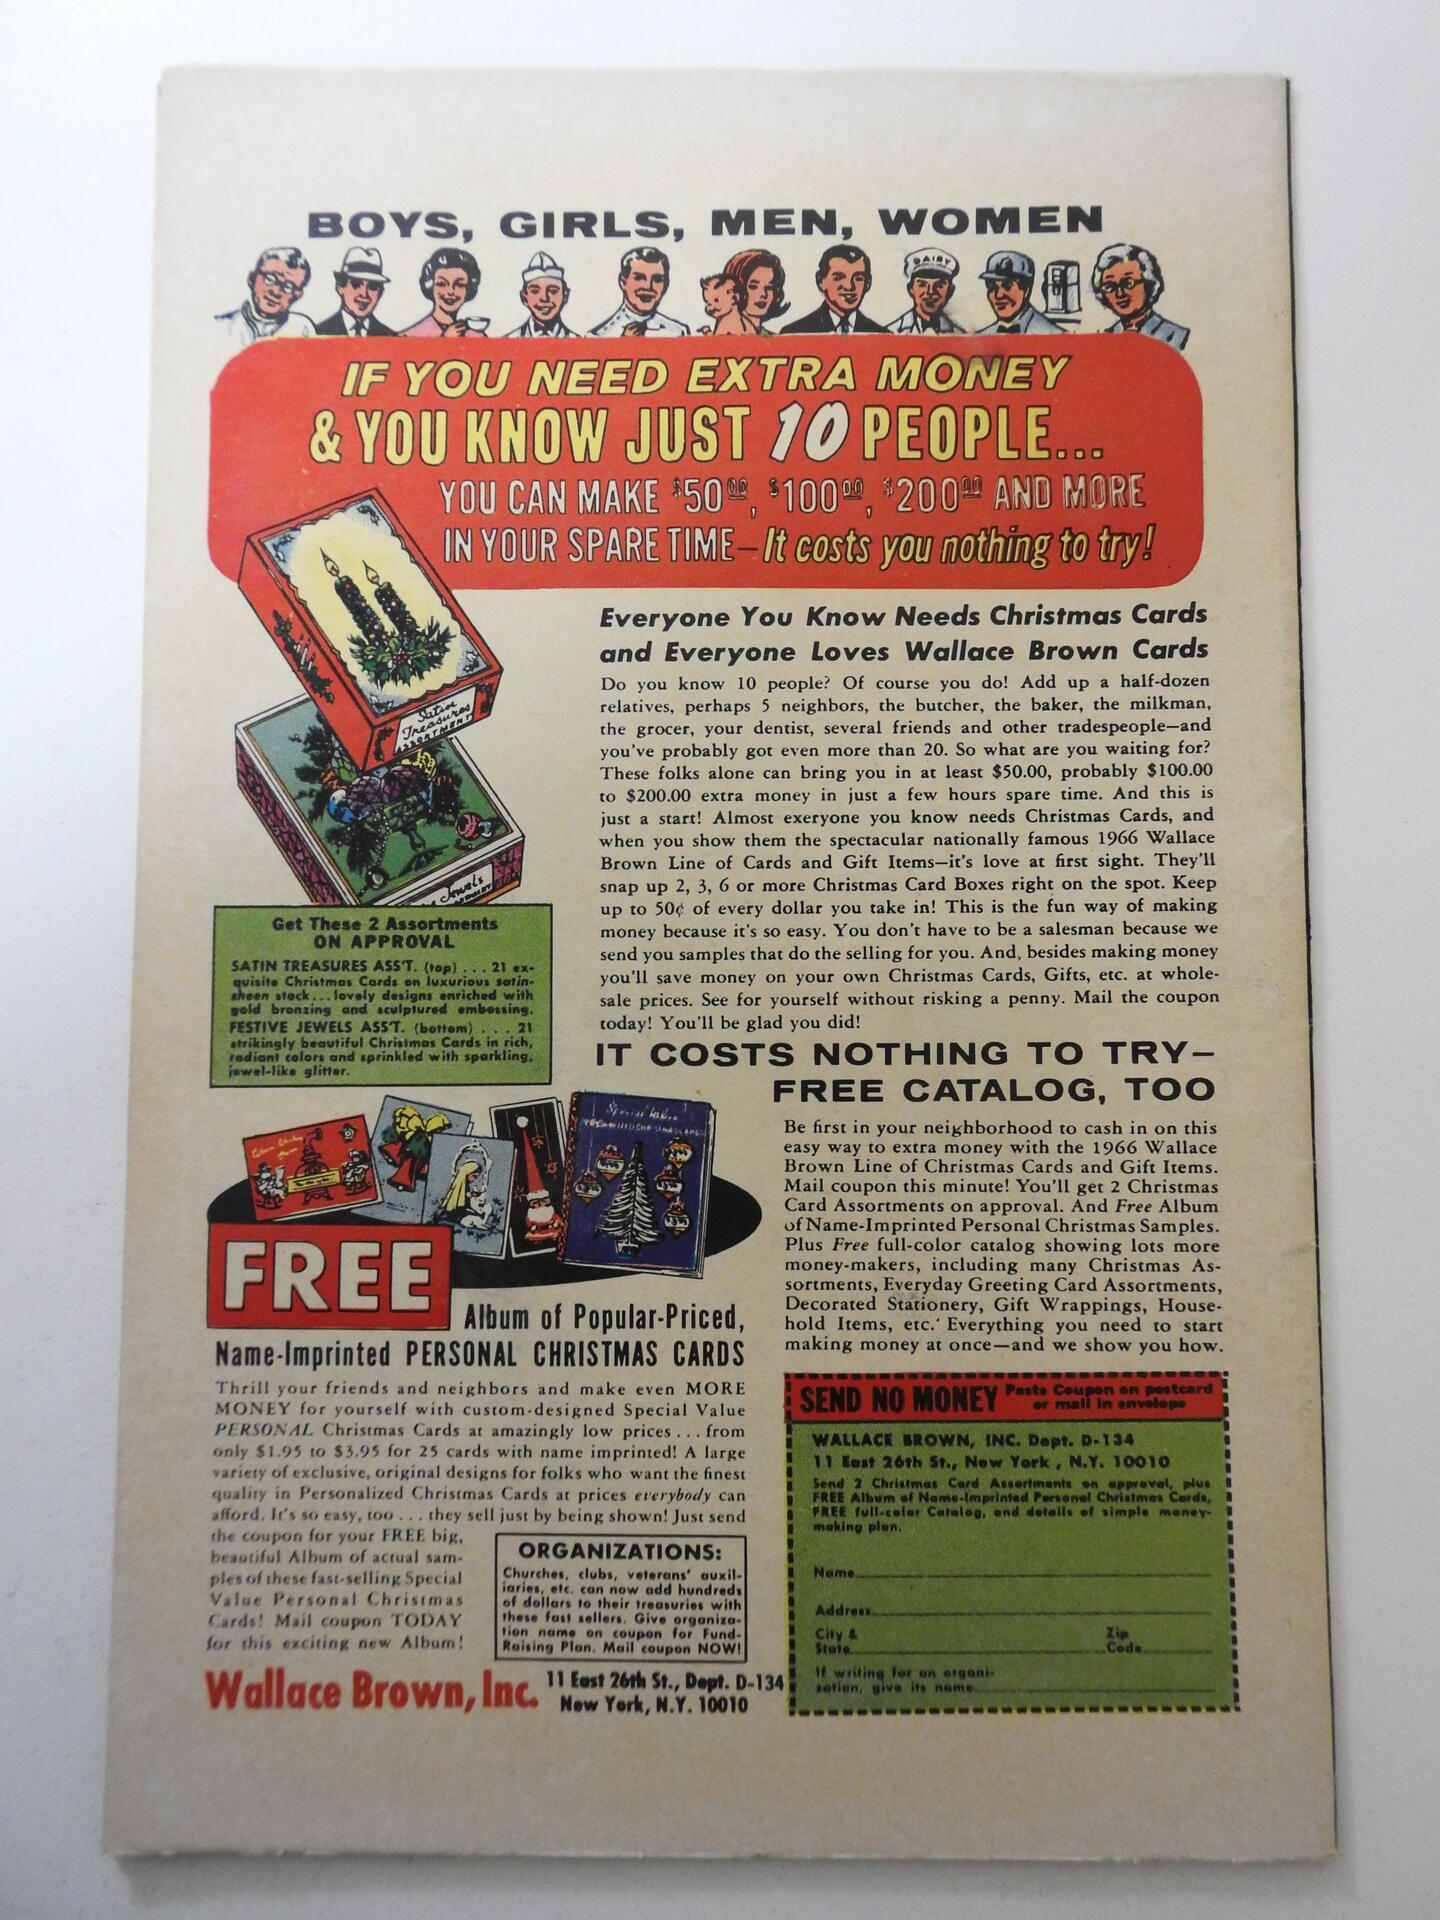 BOYS, GIRLS, MEN, WOMEN
DAIRY
IF YOU NEED EXTRA MONEY
& YOU KNOW JUST 10 PEOPLE...
YOU CAN MAKE $50.00, $100.00, $200.00 AND MORE
IN YOUR SPARE TIME—It costs you nothing to try!
Satin
Treasures
ASSORTMENT
Jewels
Get These 2 Assortments
ON APPROVAL
SATIN TREASURES ASS'T. (top) . . . 21 ex-
quisite Christmas Cards on luxurious satin-
sheen stock...lovely designs enriched with
gold bronzing and sculptured embossing.
FESTIVE JEWELS ASS'T. (bottom) . . . 21
strikingly beautiful Christmas Cards in rich,
radiant colors and sprinkled with sparkling,
jewel-like glitter.
Everyone You Know Needs Christmas Cards
and Everyone Loves Wallace Brown Cards
Do you know 10 people? Of course you do! Add up a half-dozen
relatives, perhaps 5 neighbors, the butcher, the baker, the milkman,
the grocer, your dentist, several friends and other tradespeople—and
you've probably got even more than 20. So what are you waiting for?
These folks alone can bring you in at least $50.00, probably $100.00
to $200.00 extra money in just a few hours spare time. And this is
just a start! Almost exeryone you know needs Christmas Cards, and
when you show them the spectacular nationally famous 1966 Wallace
Brown Line of Cards and Gift Items—it's love at first sight. They'll
snap up 2, 3, 6 or more Christmas Card Boxes right on the spot. Keep
up to 50¢ of every dollar you take in! This is the fun way of making
money because it's so easy. You don't have to be a salesman because we
send you samples that do the selling for you. And, besides making money
you'll save money on your own Christmas Cards, Gifts, etc. at whole-
sale prices. See for yourself without risking a penny. Mail the coupon
today! You'll be glad you did!
IT COSTS NOTHING TO TRY—
FREE CATALOG, TOO
Be first in your neighborhood to cash in on this
easy way to extra money with the 1966 Wallace
Brown Line of Christmas Cards and Gift Items.
Mail coupon this minute! You'll get 2 Christmas
Card Assortments on approval. And Free Album
of Name-Imprinted Personal Christmas Samples.
Plus Free full-color catalog showing lots more
money-makers, including many Christmas As-
sortments, Everyday Greeting Card Assortments,
Decorated Stationery, Gift Wrappings, House-
hold Items, etc. Everything you need to start
making money at once—and we show you how.
Special Value
FREE
Album of Popular-Priced,
Name-Imprinted PERSONAL CHRISTMAS CARDS
Thrill your friends and neighbors and make even MORE
MONEY for yourself with custom-designed Special Value
PERSONAL Christmas Cards at amazingly low prices . . . from
only $1.95 to $3.95 for 25 cards with name imprinted! A large
variety of exclusive, original designs for folks who want the finest
quality in Personalized Christmas Cards at prices everybody can
afford. It's so easy, too . . . they sell just by being shown! Just send
the coupon for your FREE big,
beautiful Album of actual sam-
ples of these fast-selling Special
Value Personal Christmas
Cards! Mail coupon TODAY
for this exciting new Album!
ORGANIZATIONS:
Churches, clubs, veterans' auxil-
iaries, etc. can now add hundreds
of dollars to their treasuries with
these fast sellers. Give organiza-
tion name on coupon for Fund-
Raising Plan. Mail coupon NOW!
Wallace Brown, Inc. 11 East 26th St., Dept. D-134
New York, N.Y. 10010
SEND NO MONEY Paste Coupon on postcard
or mail in envelope
WALLACE BROWN, INC. Dept. D-134
11 East 26th St., New York, N.Y. 10010
Send 2 Christmas Card Assortments on approval, plus
FREE Album of Name-Imprinted Personal Christmas Cards,
FREE full-color Catalog, and details of simple money-
making plan.
Name
Address
City & Zip
State Code
If writing for an organi-
zation, give its name